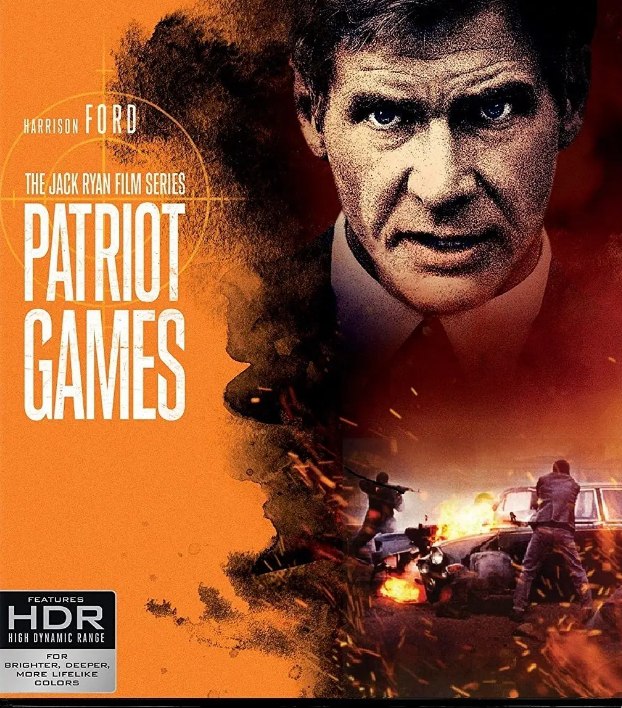 HARRISON FORD
THE JACK RYAN FILM SERIES
PATRIOT
GAMES
FEATURES
HDR
HIGH DYNAMIC RANGE
FOR
BRIGHTER, DEEPER,
MORE LIFELIKE
COLORS